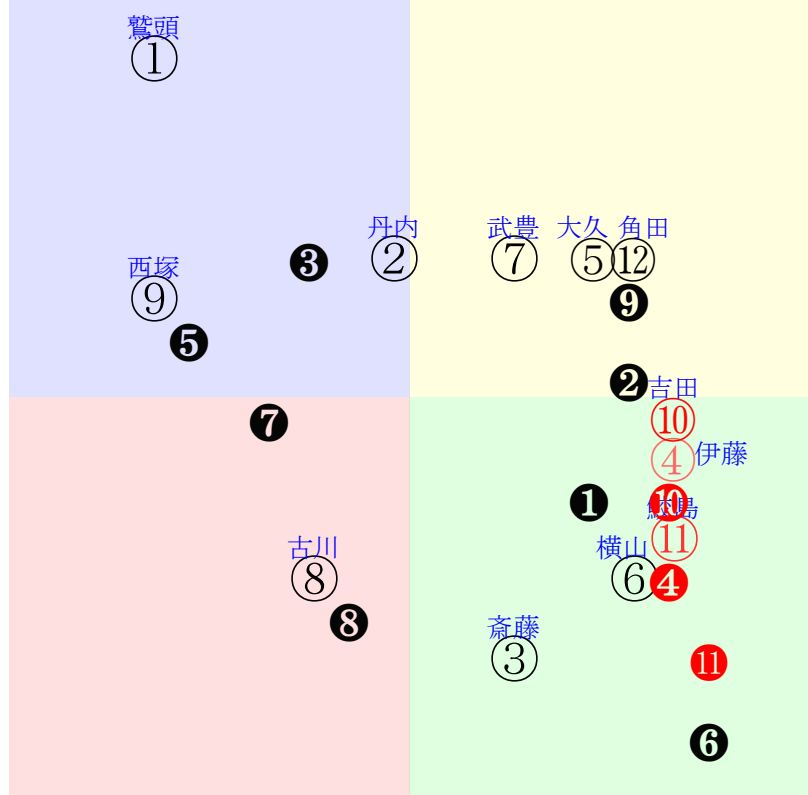 鷲頭
①
丹内 武豊 大久 角田
② ⑦ ⑤ ⑫
西塚 ❸
⑨ ❾
❺
❷ 吉田
❼ ⑩
④ 伊藤
❶ ❿
鮫島
⑪
古川 横山
⑧ ⑥ ❹
❽ 斎藤
③ ⓫
❻